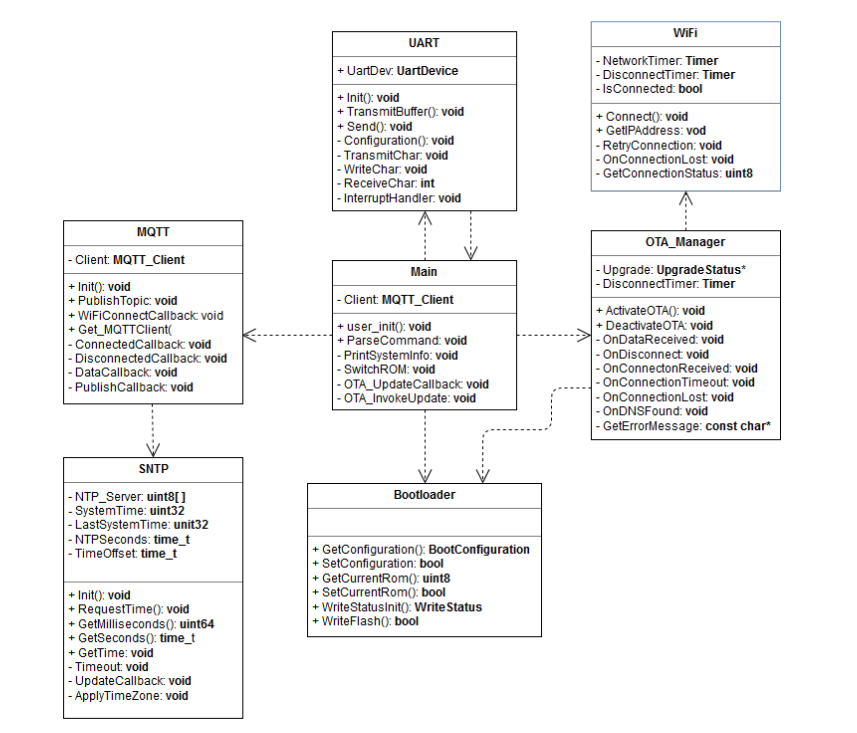 UART
+ UartDev: UartDevice
+ Init(): void
+ TransmitBuffer(): void
+ Send(): void
- Configuration(): void
- TransmitChar: void
- WriteChar: void
- ReceiveChar: int
- InterruptHandler: void
WiFi
- NetworkTimer: Timer
- DisconnectTimer: Timer
- IsConnected: bool
+ Connect(): void
+ GetIPAddress: vod
- RetryConnection: void
- OnConnectionLost: void
- GetConnectionStatus: uint8
MQTT
- Client: MQTT_Client
+ Init(): void
+ PublishTopic: void
+ WiFiConnectCallback: void
+ Get_MQTTClient(
- ConnectedCallback: void
- DisconnectedCallback: void
- DataCallback: void
- PublishCallback: void
Main
- Client: MQTT_Client
+ user_init(): void
+ ParseCommand: void
- PrintSystemInfo: void
- SwitchROM: void
- OTA_UpdateCallback: void
- OTA_InvokeUpdate: void
OTA_Manager
- Upgrade: UpgradeStatus*
- DisconnectTimer: Timer
+ ActivateOTA(): void
+ DeactivateOTA: void
- OnDataReceived: void
- OnDisconnect: void
- OnConnectonReceived: void
- OnConnectionTimeout: void
- OnConnectionLost: void
- OnDNSFound: void
- GetErrorMessage: const char*
SNTP
- NTP_Server: uint8[ ]
- SystemTime: uint32
- LastSystemTime: unit32
- NTPSeconds: time_t
- TimeOffset: time_t
+ Init(): void
+ RequestTime(): void
+ GetMilliseconds(): uint64
+ GetSeconds(): time_t
+ GetTime: void
- Timeout: void
- UpdateCallback: void
- ApplyTimeZone: void
Bootloader
+ GetConfiguration(): BootConfiguration
+ SetConfiguration: bool
+ GetCurrentRom(): uint8
+ SetCurrentRom(): bool
+ WriteStatusInit(): WriteStatus
+ WriteFlash(): bool